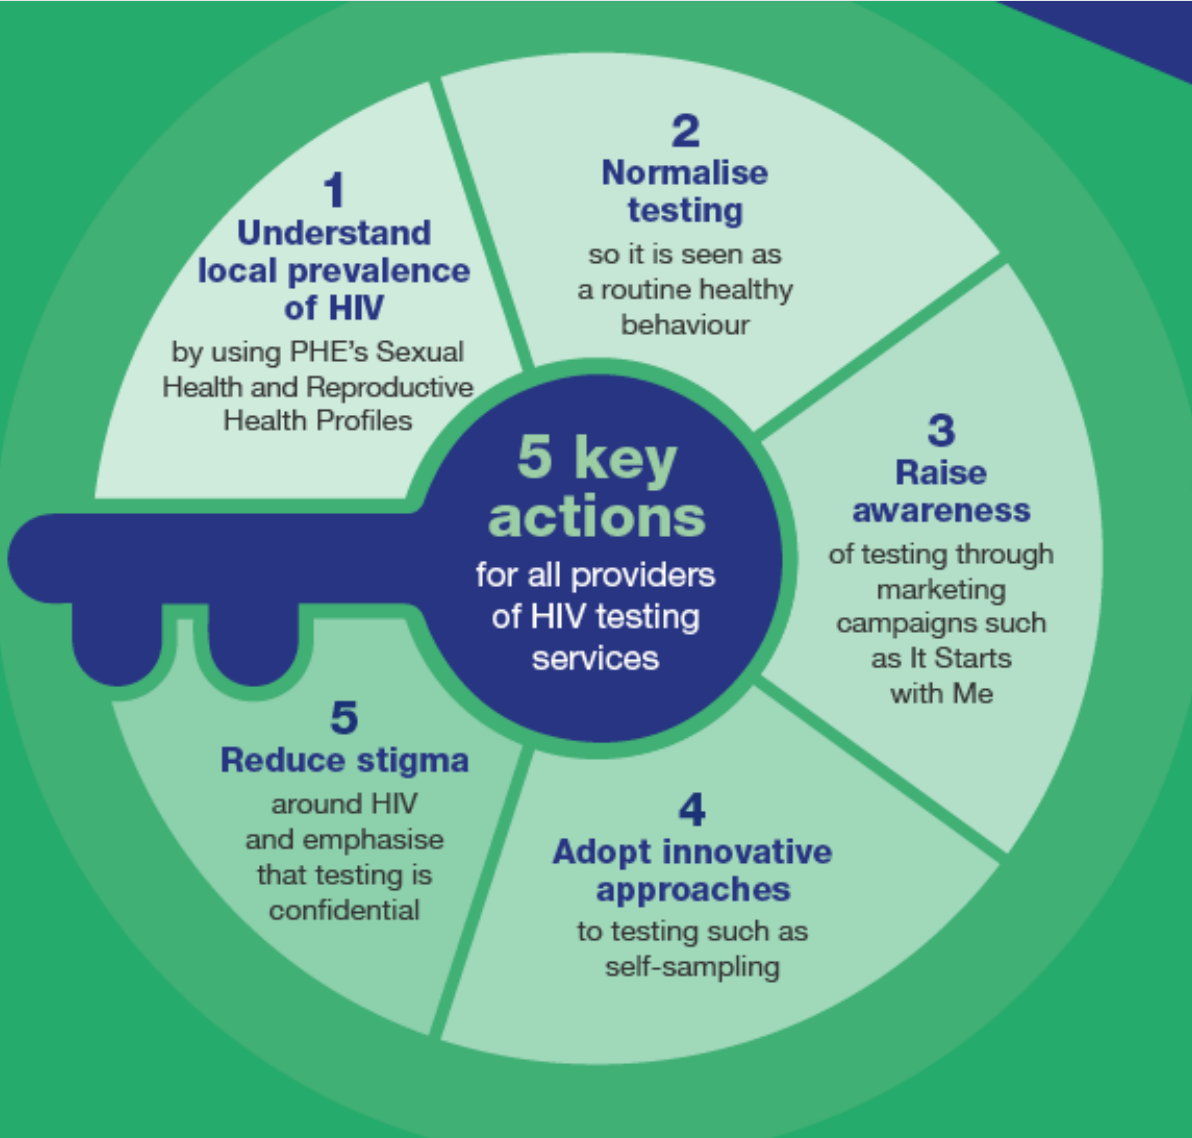 5 key
actions
for all providers
of HIV testing
services
1
Understand
local prevalence
of HIV
by using PHE's Sexual
Health and Reproductive
Health Profiles
2
Normalise
testing
so it is seen as
a routine healthy
behaviour
3
Raise
awareness
of testing through
marketing
campaigns such
as It Starts
with Me
4
Adopt innovative
approaches
to testing such as
self-sampling
5
Reduce stigma
around HIV
and emphasise
that testing is
confidential